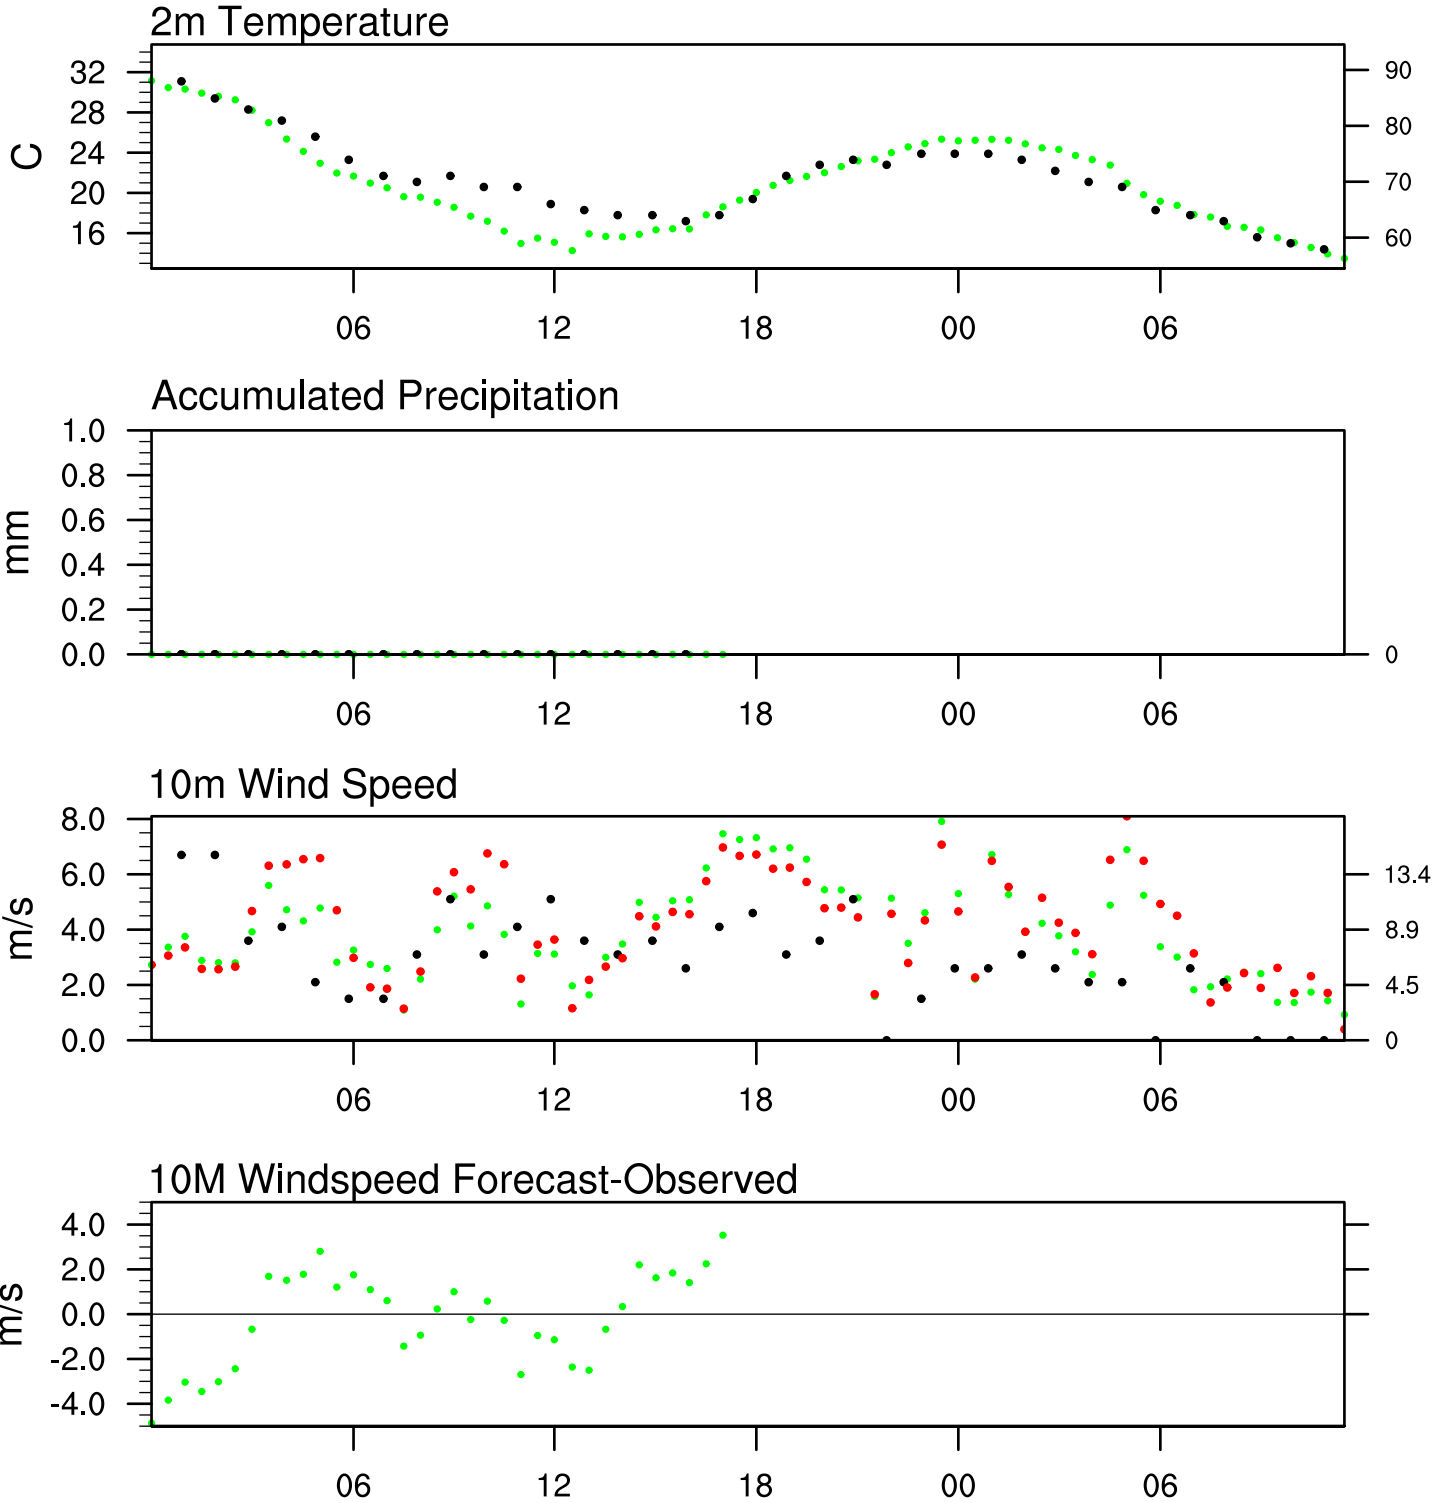 2m Temperature
32 90
28 80
C 24
20 70
16 60
06 12 18 00 06
Accumulated Precipitation
1.0
0.8
0.6
mm
0.4
0.2
0.0 0
06 12 18 00 06
10m Wind Speed
8.0
6.0 13.4
m/s 4.0 8.9
2.0 4.5
0.0 0
06 12 18 00 06
10M Windspeed Forecast-Observed
4.0
2.0
m/s 0.0
-2.0
-4.0
06 12 18 00 06